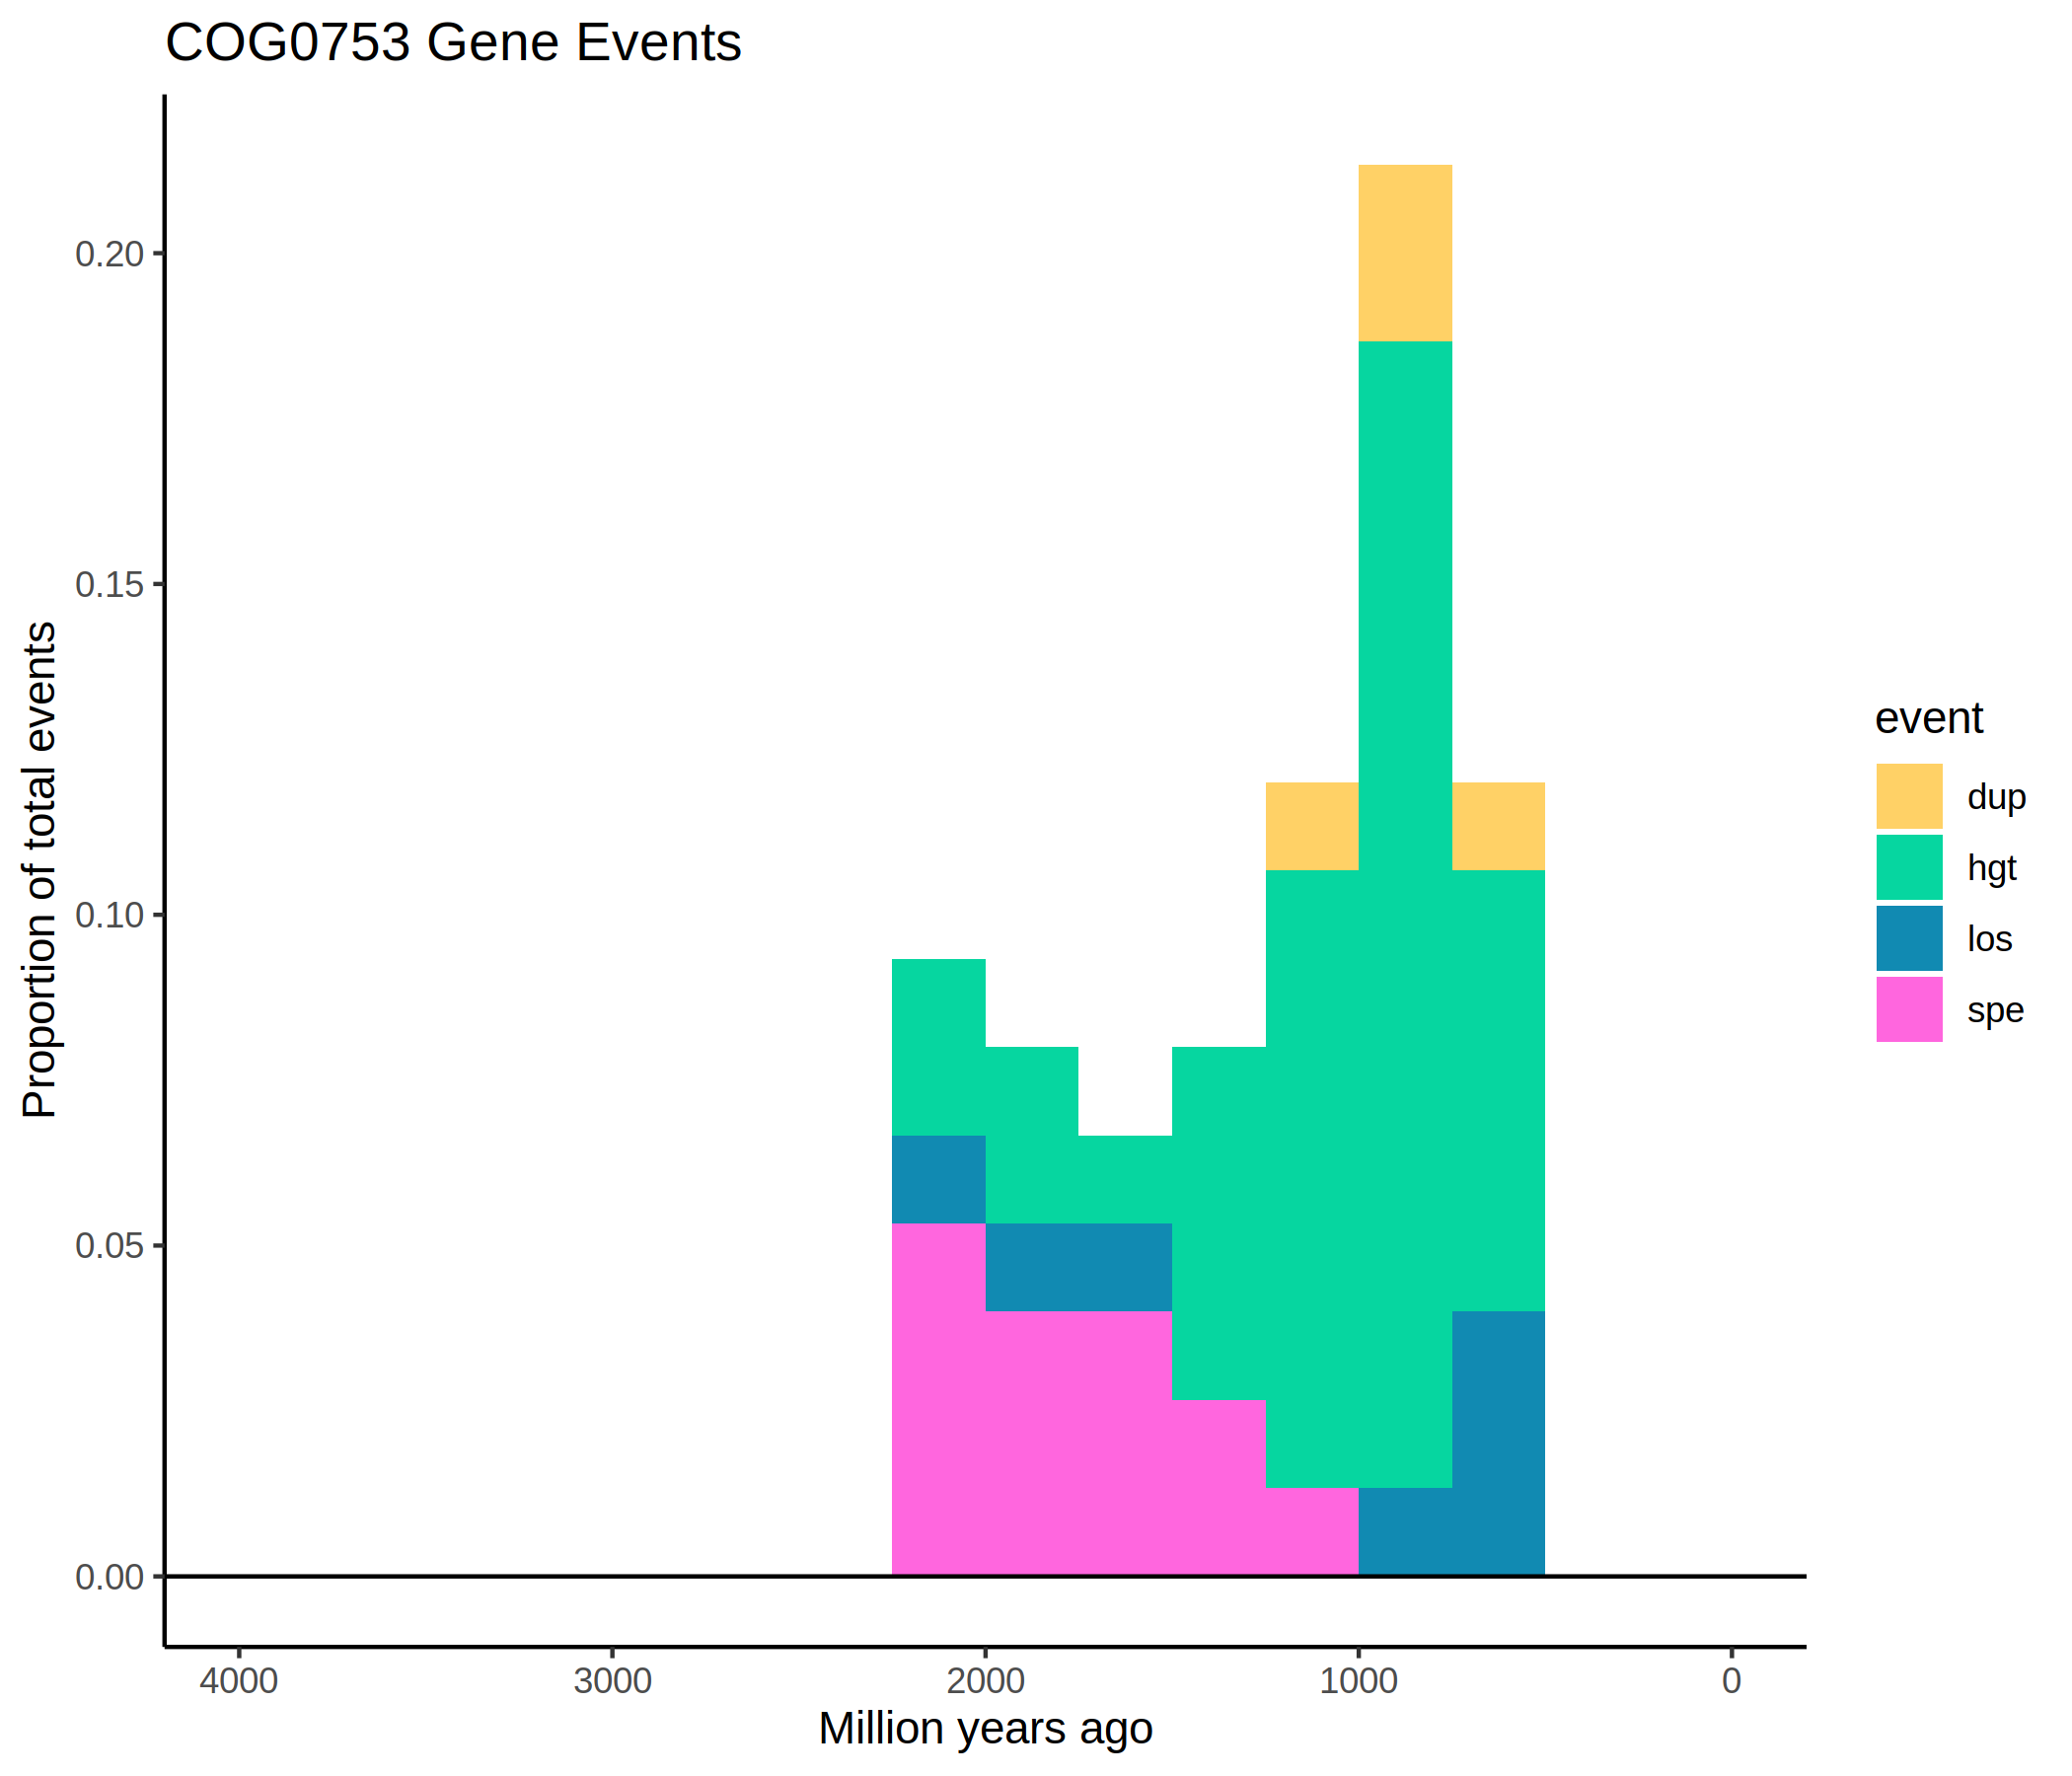 COG0753 Gene Events
Proportion of total events
0.20
0.15
0.10
0.05
0.00
4000 3000 2000 1000 0
Million years ago
event
dup
hgt
los
spe